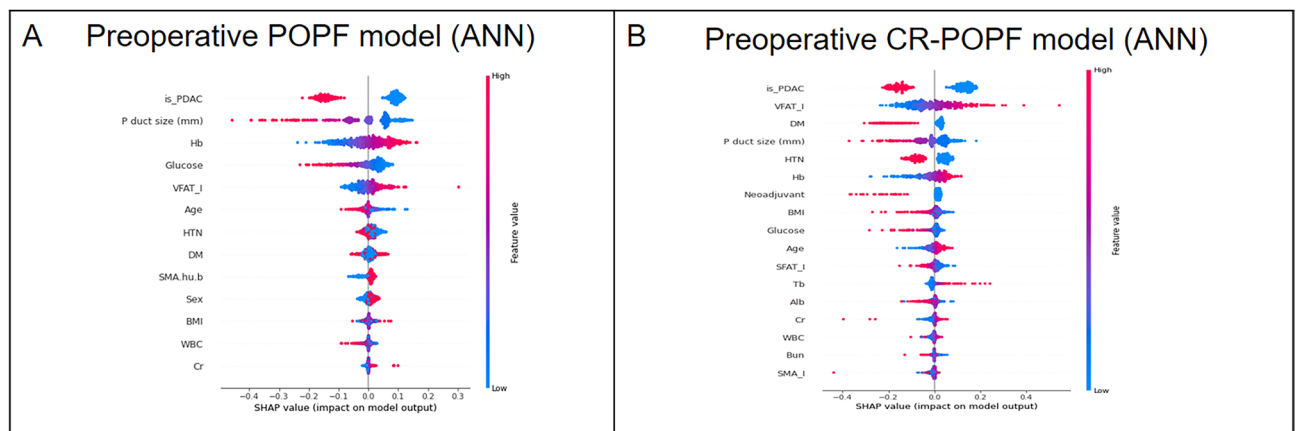 A Preoperative POPF model (ANN)
High
is_PDAC
P duct size (mm)
Hb
Glucose
VFAT_I
Age
HTN
DM
SMA.hu.b
Sex
BMI
WBC
Cr
Feature value
Low
−0.4 −0.3 −0.2 −0.1 0.0 0.1 0.2 0.3
SHAP value (impact on model output)
B Preoperative CR-POPF model (ANN)
High
is_PDAC
VFAT_I
DM
P duct size (mm)
HTN
Hb
Neoadjuvant
BMI
Glucose
Age
SFAT_I
Tb
Alb
Cr
WBC
Bun
SMA_I
Feature value
Low
−0.4 −0.2 0.0 0.2 0.4
SHAP value (impact on model output)